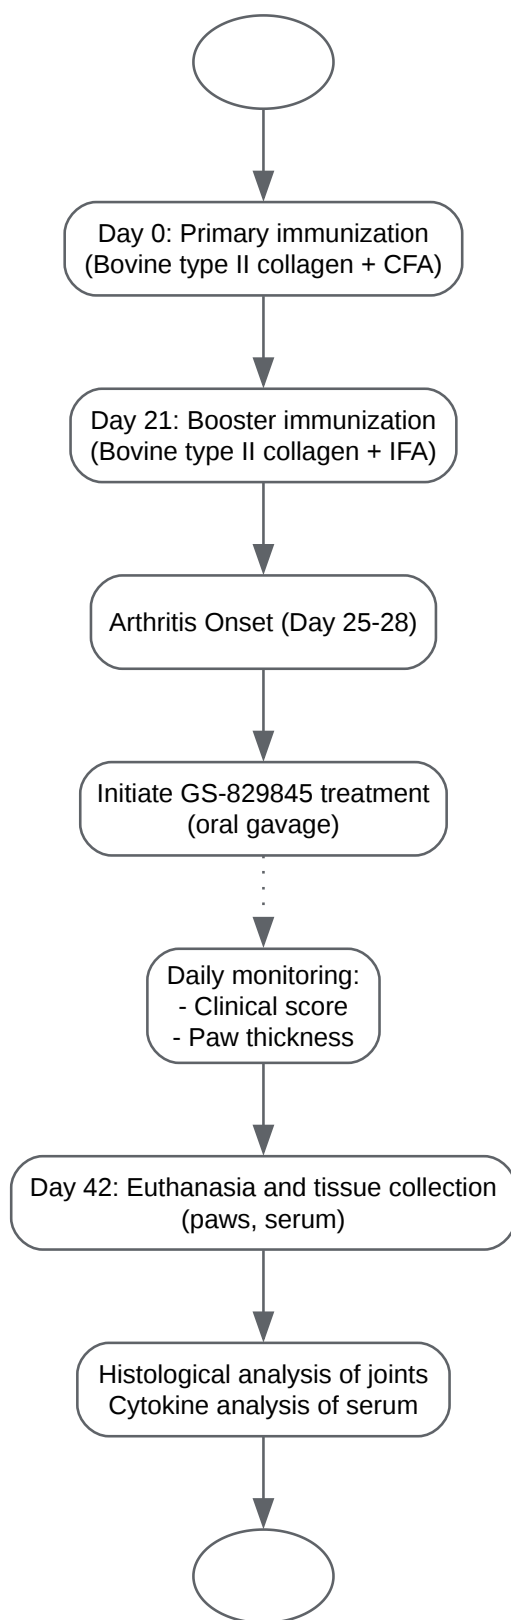 Day 0: Primary immunization
(Bovine type II collagen + CFA)
Day 21: Booster immunization
(Bovine type II collagen + IFA)
Arthritis Onset (Day 25-28)
Initiate GS-829845 treatment
(oral gavage)
Daily monitoring:
- Clinical score
- Paw thickness
Day 42: Euthanasia and tissue collection
(paws, serum)
Histological analysis of joints
Cytokine analysis of serum